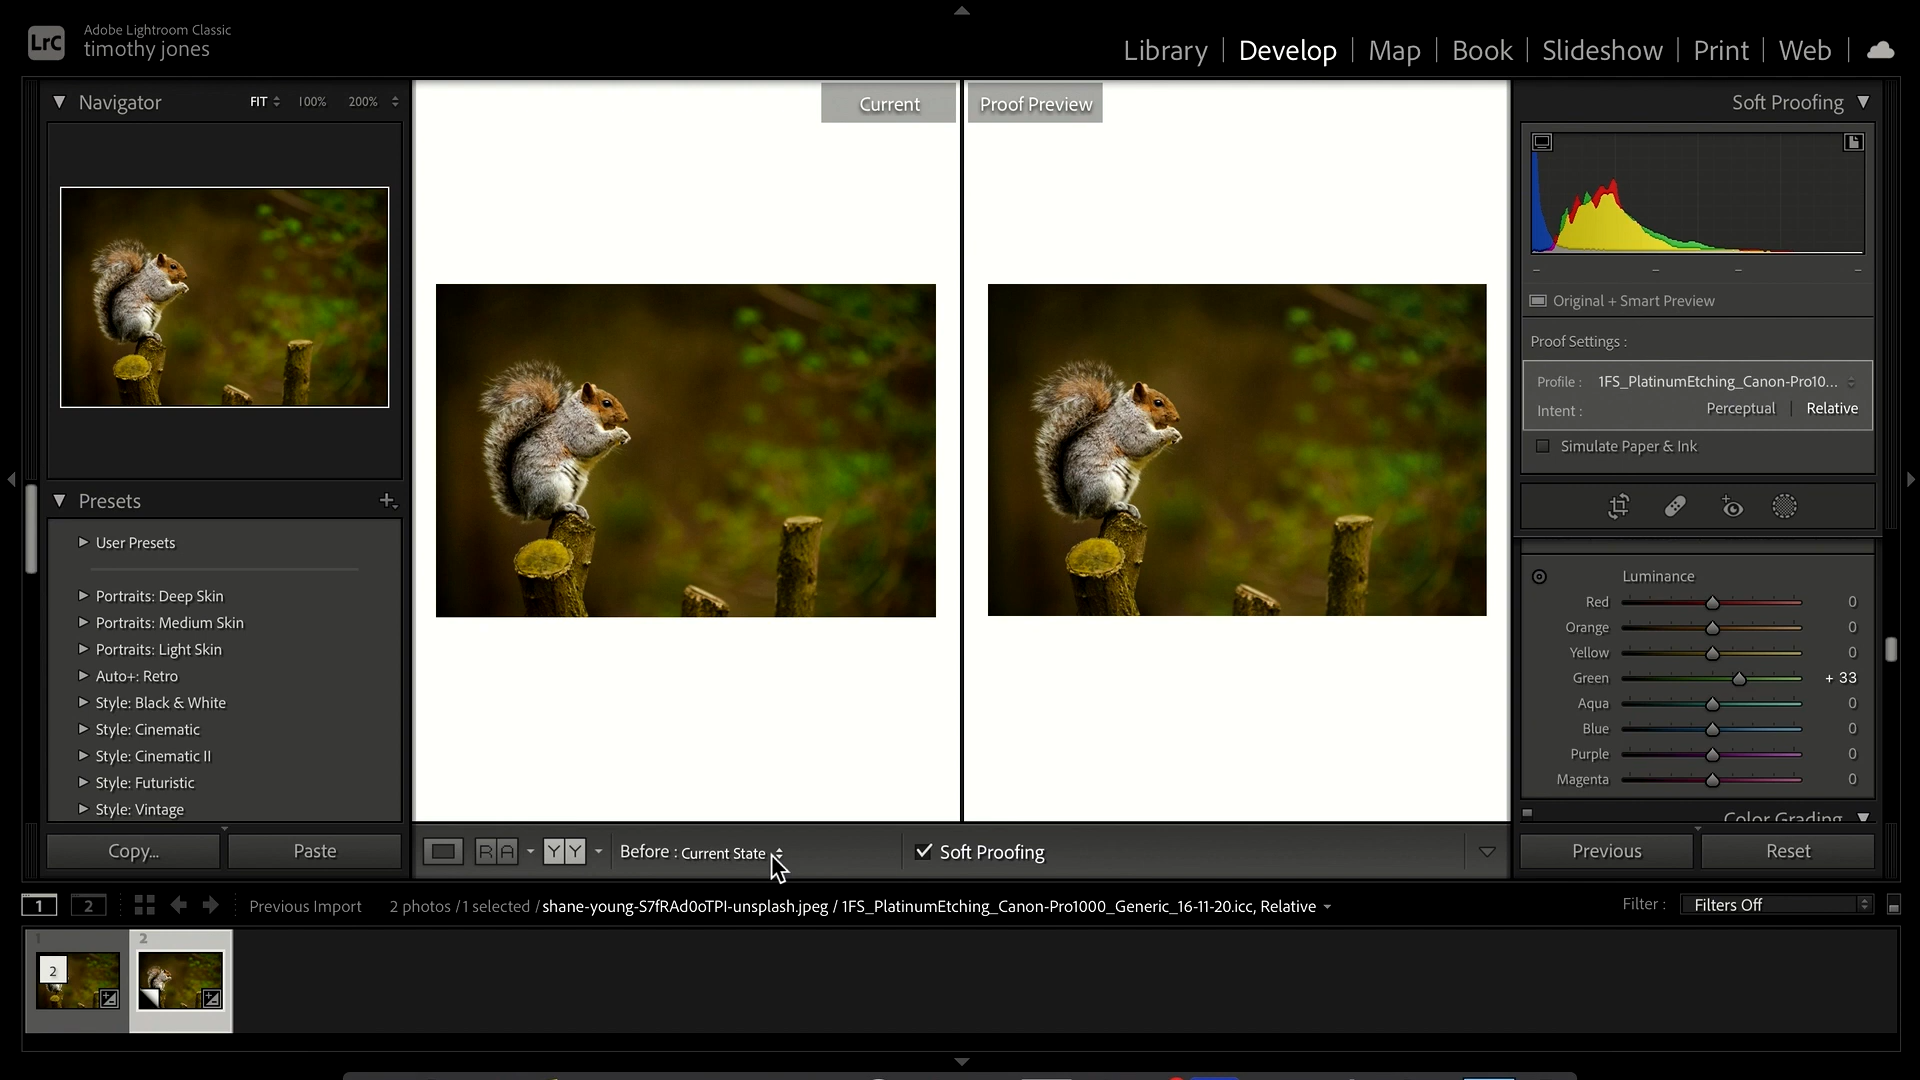 LrC
Adobe Lightroom Classic
timothy jones
Library | Develop | Map | Book | Slideshow | Print | Web
Navigator
FIT 100% 200%
Presets
User Presets
Portraits: Deep Skin
Portraits: Medium Skin
Portraits: Light Skin
Auto+: Retro
Style: Black & White
Style: Cinematic
Style: Cinematic II
Style: Futuristic
Style: Vintage
Copy...
Paste
Current
Proof Preview
R A
Y Y
Before : Current State
Soft Proofing
Soft Proofing
Original + Smart Preview
Proof Settings :
Profile : 1FS_PlatinumEtching_Canon-Pro10...
Intent : Perceptual | Relative
Simulate Paper & Ink
Luminance
Red 0
Orange 0
Yellow 0
Green + 33
Aqua 0
Blue 0
Purple 0
Magenta 0
Color Grading
Previous
Reset
1
2
Previous Import
2 photos / 1 selected / shane-young-S7fRAd0oTPI-unsplash.jpeg / 1FS_PlatinumEtching_Canon-Pro1000_Generic_16-11-20.icc, Relative
Filter : Filters Off
1
2
2